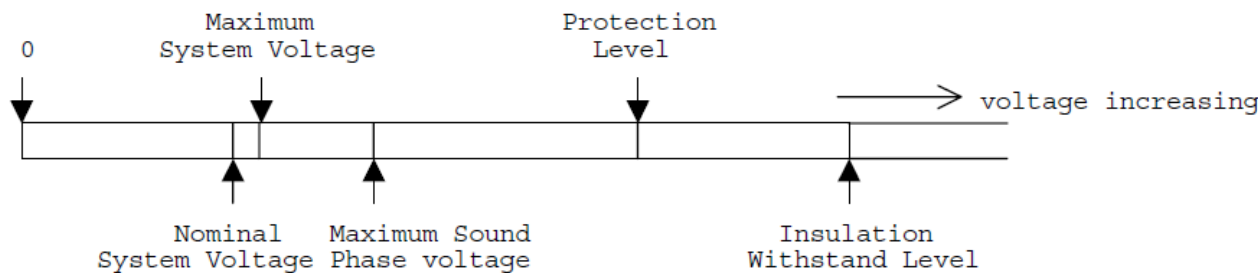 Maximum
System Voltage
0
Protection
Level
voltage increasing
Nominal
System Voltage
Maximum Sound
Phase voltage
Insulation
Withstand Level